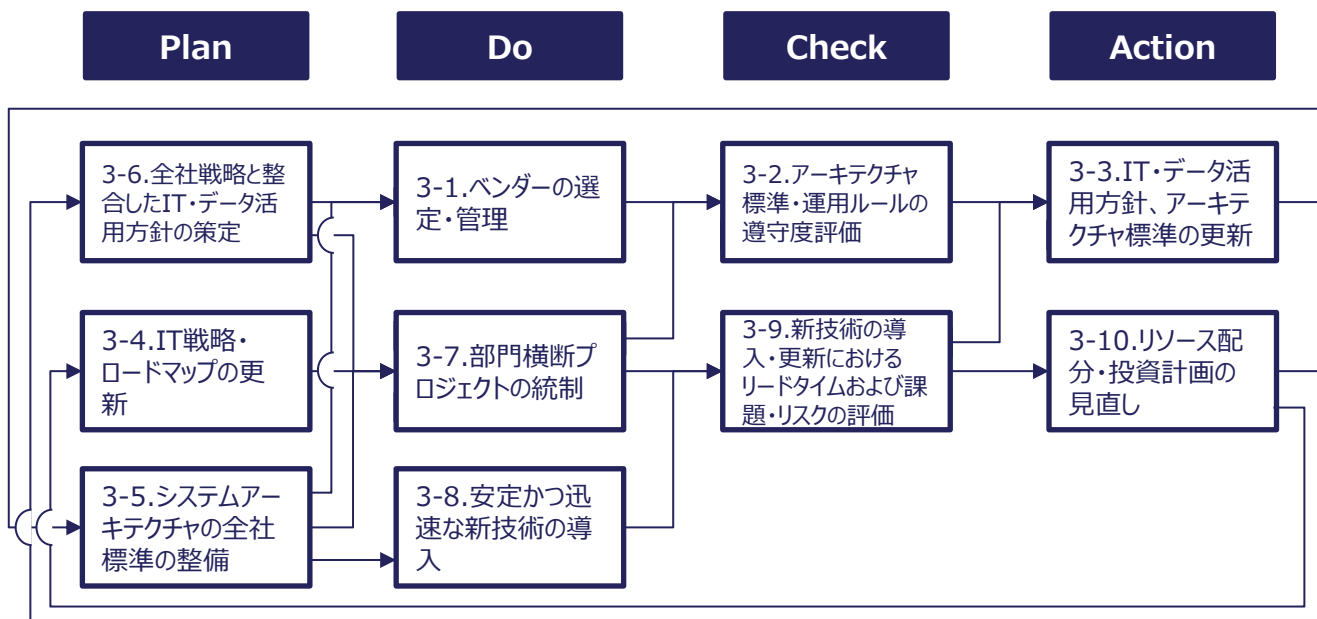 Plan
Do
Check
Action
3-6.全社戦略と整
合したIT・データ活
用方針の策定
3-1.ベンダーの選
定・管理
3-2.アーキテクチャ
標準・運用ルールの
遵守度評価
3-3.IT・データ活
用方針、アーキテ
クチャ標準の更新
3-4.IT戦略・
ロードマップの更
新
3-7.部門横断プ
ロジェクトの統制
3-9.新技術の導
入・更新における
リードタイムおよび課
題・リスクの評価
3-10.リソース配
分・投資計画の
見直し
3-5.システムアー
キテクチャの全社
標準の整備
3-8.安定かつ迅
速な新技術の導
入